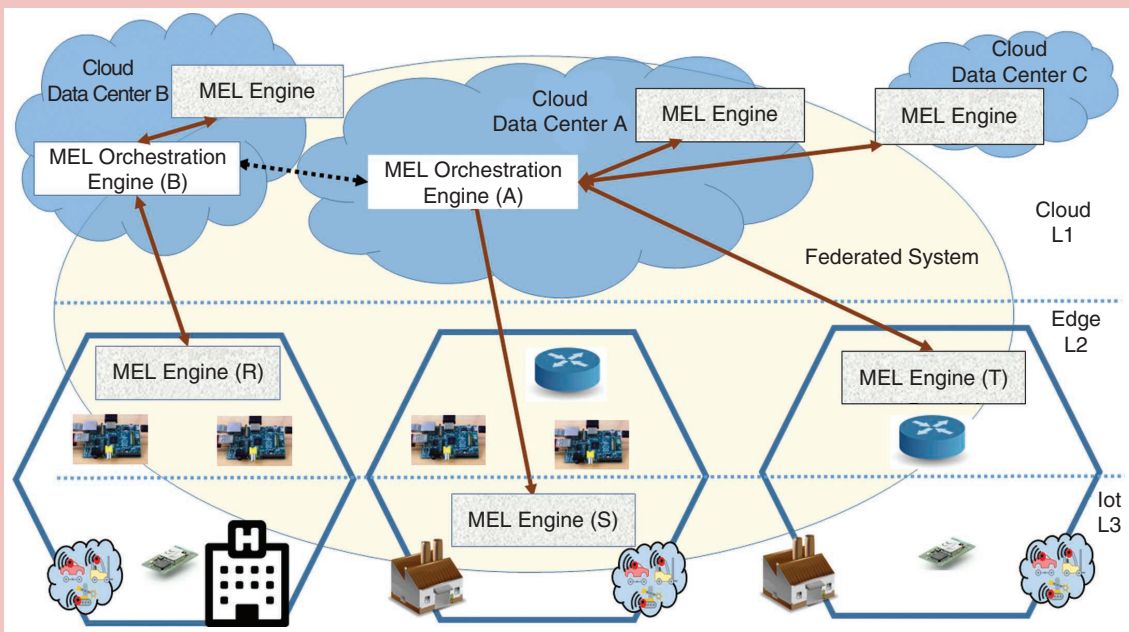 Cloud
Data Center B
MEL Engine
MEL Orchestration
Engine (B)
Cloud
Data Center A
MEL Engine
MEL Orchestration
Engine (A)
Cloud
Data Center C
MEL Engine
Cloud
L1
Federated System
Edge
L2
MEL Engine (R)
MEL Engine (T)
MEL Engine (S)
Iot
L3
H